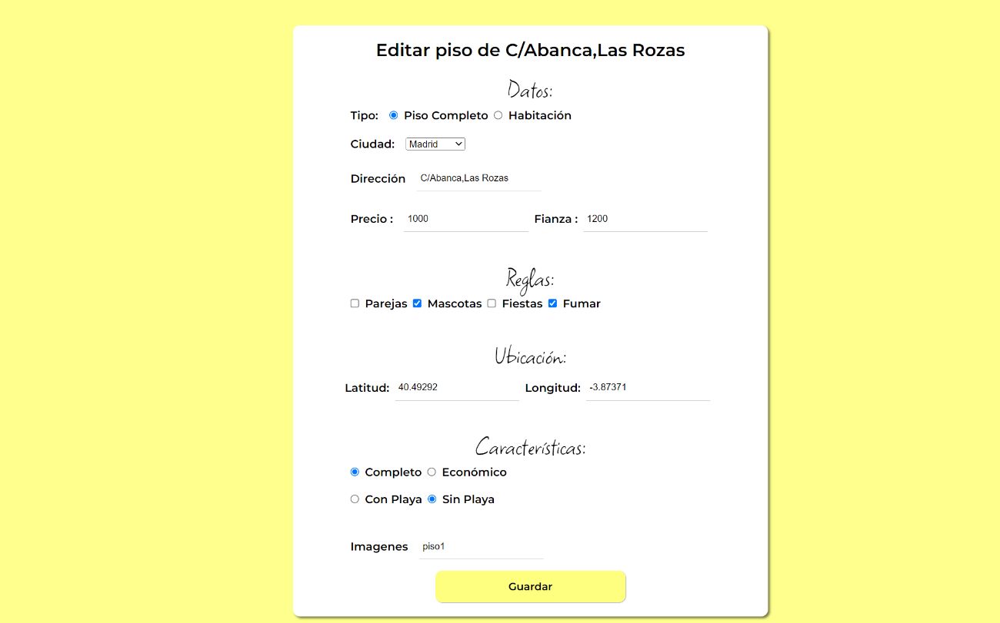 Editar piso de C/Abanca,Las Rozas
Datos:
Tipo: Piso Completo Habitación
Ciudad: Madrid
Dirección C/Abanca,Las Rozas
Precio : 1000 Fianza : 1200
Reglas:
Parejas Mascotas Fiestas Fumar
Ubicación:
Latitud: 40.49292 Longitud: -3.87371
Características:
Completo Económico
Con Playa Sin Playa
Imagenes piso1
Guardar